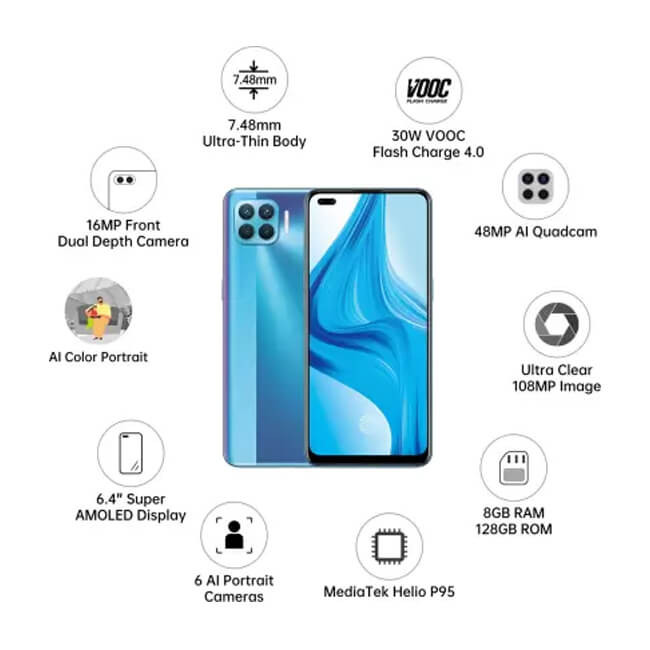 7.48mm
7.48mm
Ultra-Thin Body
VOOC
FLASH CHARGE
30W VOOC
Flash Charge 4.0
16MP Front
Dual Depth Camera
48MP AI Quadcam
AI Color Portrait
Ultra Clear
108MP Image
6.4" Super
AMOLED Display
8GB RAM
128GB ROM
6 AI Portrait
Cameras
MediaTek Helio P95